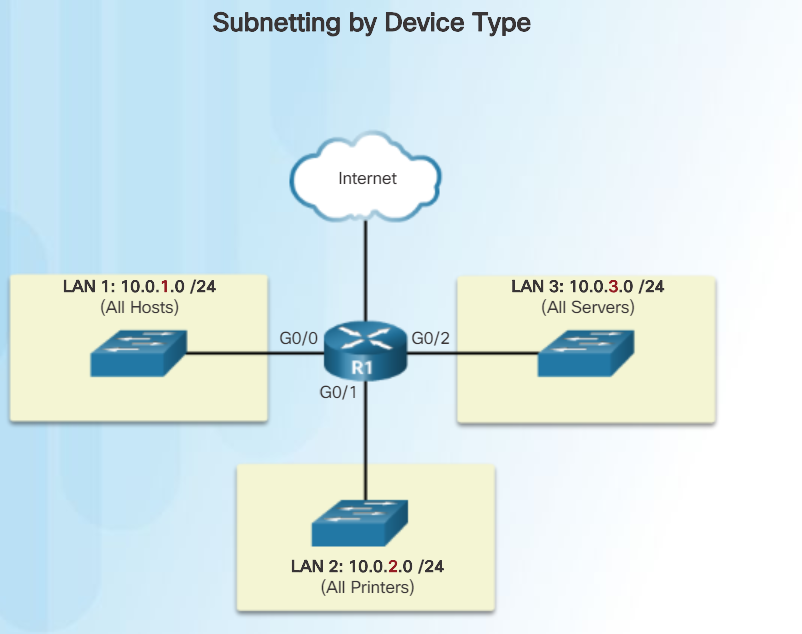 Subnetting by Device Type
Internet
LAN 1: 10.0.1.0 /24
(All Hosts)
LAN 3: 10.0.3.0 /24
(All Servers)
G0/0
G0/2
R1
G0/1
LAN 2: 10.0.2.0 /24
(All Printers)